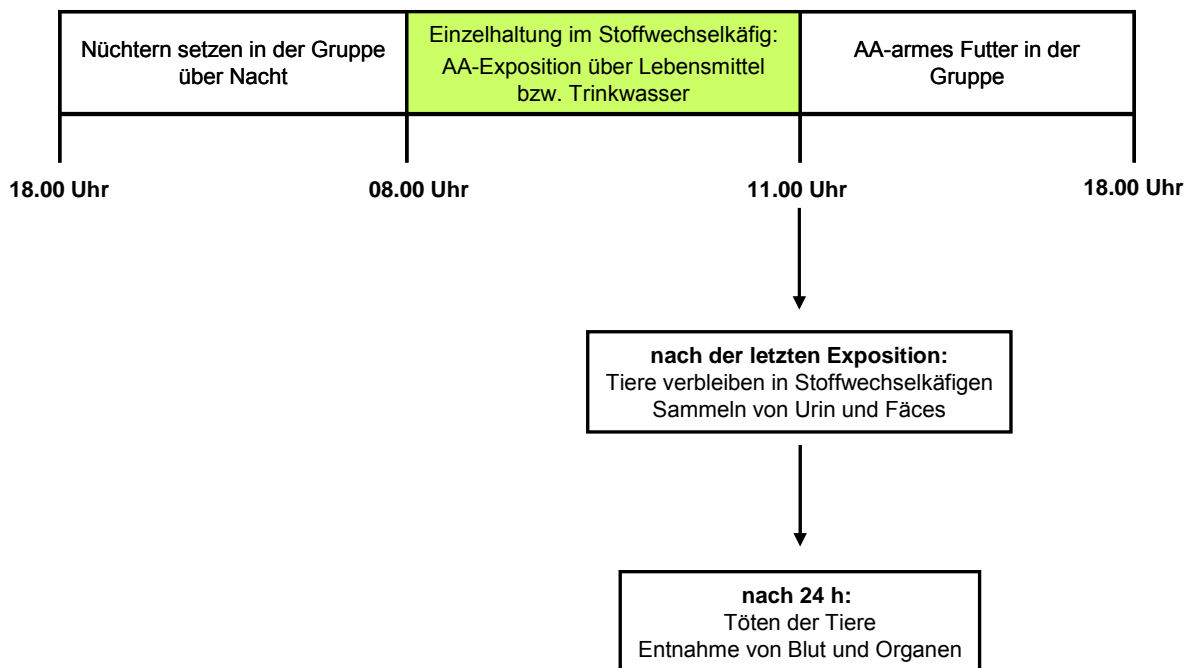 Nüchtern setzen in der Gruppe
über Nacht
Einzelhaltung im Stoffwechselkäfig:
AA-Exposition über Lebensmittel
bzw. Trinkwasser
AA-armes Futter in der
Gruppe
18.00 Uhr
08.00 Uhr
11.00 Uhr
18.00 Uhr
nach der letzten Exposition:
Tiere verbleiben in Stoffwechselkäfigen
Sammeln von Urin und Fäces
nach 24 h:
Töten der Tiere
Entnahme von Blut und Organen